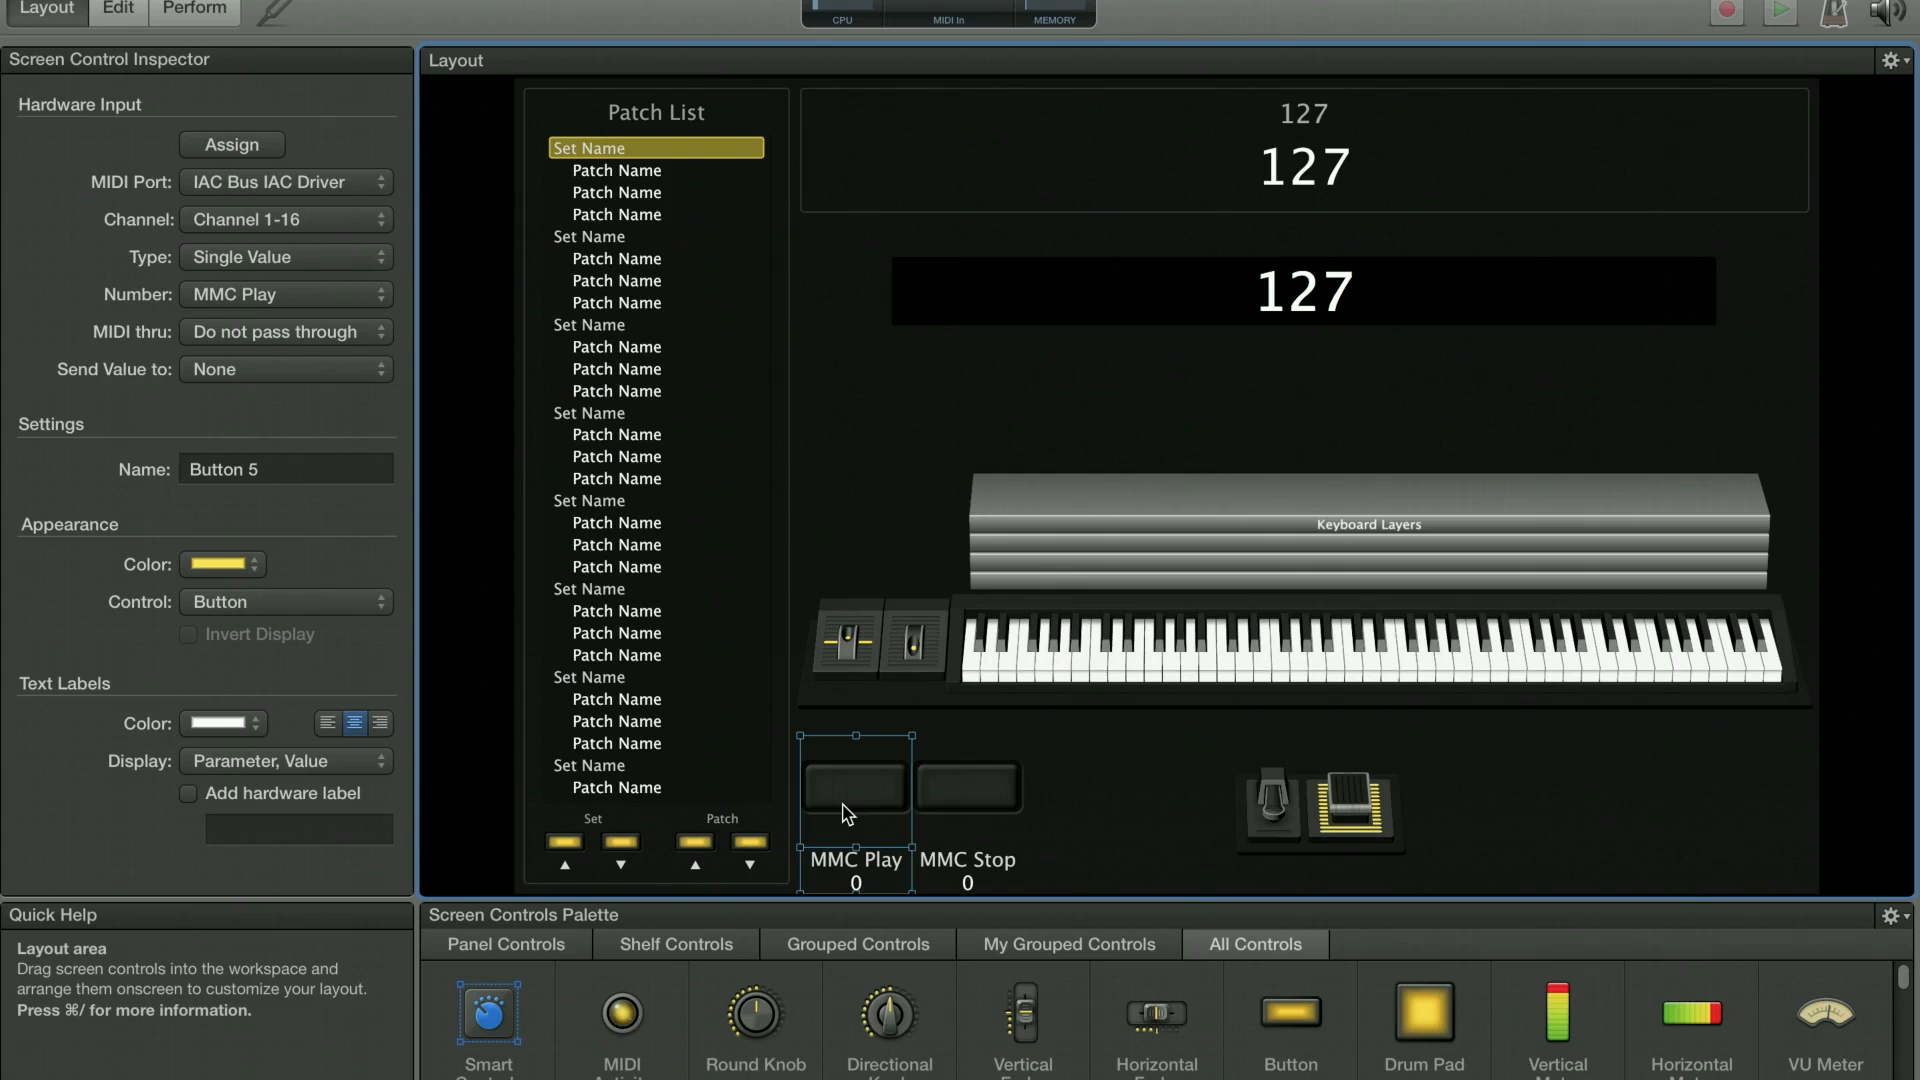 Layout
Edit
Perform
CPU
MIDI In
MEMORY
Screen Control Inspector
Hardware Input
Assign
MIDI Port: IAC Bus IAC Driver
Channel: Channel 1-16
Type: Single Value
Number: MMC Play
MIDI thru: Do not pass through
Send Value to: None
Settings
Name: Button 5
Appearance
Color:
Control: Button
Invert Display
Text Labels
Color:
Display: Parameter, Value
Add hardware label
Quick Help
Layout area
Drag screen controls into the workspace and
arrange them onscreen to customize your layout.
Press ⌘/ for more information.
Layout
Patch List
Set Name
Patch Name
Patch Name
Patch Name
Set Name
Patch Name
Patch Name
Patch Name
Set Name
Patch Name
Patch Name
Patch Name
Set Name
Patch Name
Patch Name
Patch Name
Set Name
Patch Name
Patch Name
Patch Name
Set Name
Patch Name
Patch Name
Patch Name
Set Name
Patch Name
Patch Name
Patch Name
Set Name
Patch Name
Set
Patch
127
127
127
Keyboard Layers
MMC Play
0
MMC Stop
0
Screen Controls Palette
Panel Controls
Shelf Controls
Grouped Controls
My Grouped Controls
All Controls
Smart
MIDI
Round Knob
Directional
Vertical
Horizontal
Button
Drum Pad
Vertical
Horizontal
VU Meter